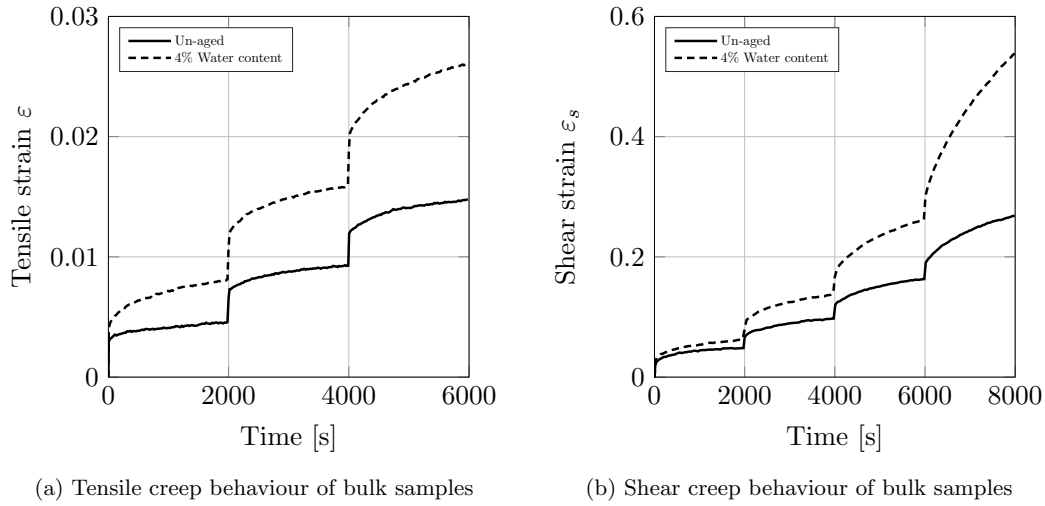 0.03
0.02
0.01
0
Tensile strain ε
Un-aged
4% Water content
0 2000 4000 6000
Time [s]
(a) Tensile creep behaviour of bulk samples
0.6
0.4
0.2
0
Shear strain εₛ
Un-aged
4% Water content
0 2000 4000 6000 8000
Time [s]
(b) Shear creep behaviour of bulk samples